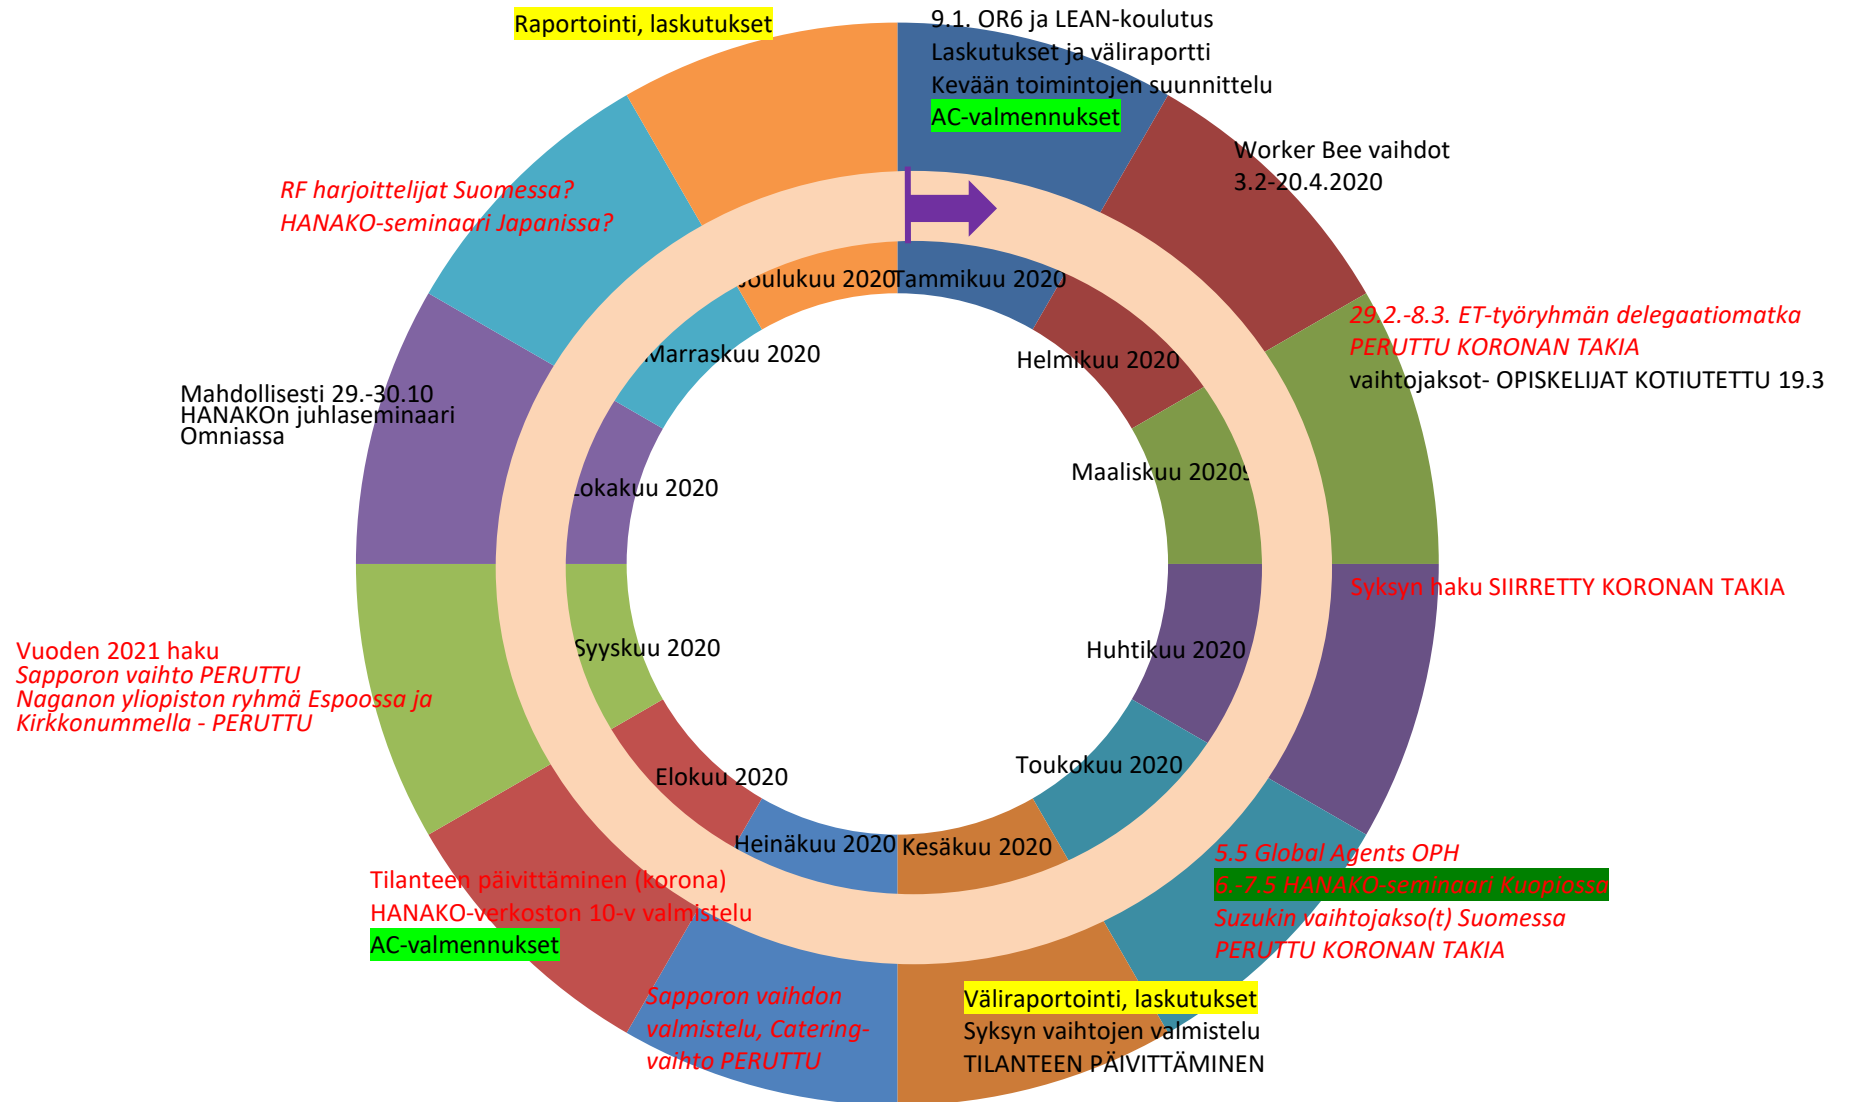 Raportointi, laskutukset
9.1. OR6 ja LEAN-koulutus
Laskutukset ja väliraportti
Kevään toimintojen suunnittelu
AC-valmennukset
Worker Bee vaihdot
3.2-20.4.2020
RF harjoittelijat Suomessa?
HANAKO-seminaari Japanissa?
Joulukuu 2020
Tammikuu 2020
29.2.-8.3. ET-työryhmän delegaatiomatka
PERUTTU KORONAN TAKIA
vaihtojaksot- OPISKELIJAT KOTIUTETTU 19.3
Marraskuu 2020
Helmikuu 2020
Mahdollisesti 29.-30.10
HANAKOn juhlaseminaari
Omniassa
Maaliskuu 2020
Lokakuu 2020
Syksyn haku SIIRRETTY KORONAN TAKIA
Vuoden 2021 haku
Sapporon vaihto PERUTTU
Naganon yliopiston ryhmä Espoossa ja
Kirkkonummella - PERUTTU
Syyskuu 2020
Huhtikuu 2020
Elokuu 2020
Toukokuu 2020
Heinäkuu 2020
Kesäkuu 2020
5.5 Global Agents OPH
6.-7.5 HANAKO-seminaari Kuopiossa
Suzukin vaihtojakso(t) Suomessa
PERUTTU KORONAN TAKIA
Tilanteen päivittäminen (korona)
HANAKO-verkoston 10-v valmistelu
AC-valmennukset
Sapporon vaihdon
valmistelu, Catering-
vaihto PERUTTU
Väliraportointi, laskutukset
Syksyn vaihtojen valmistelu
TILANTEEN PÄIVITTÄMINEN